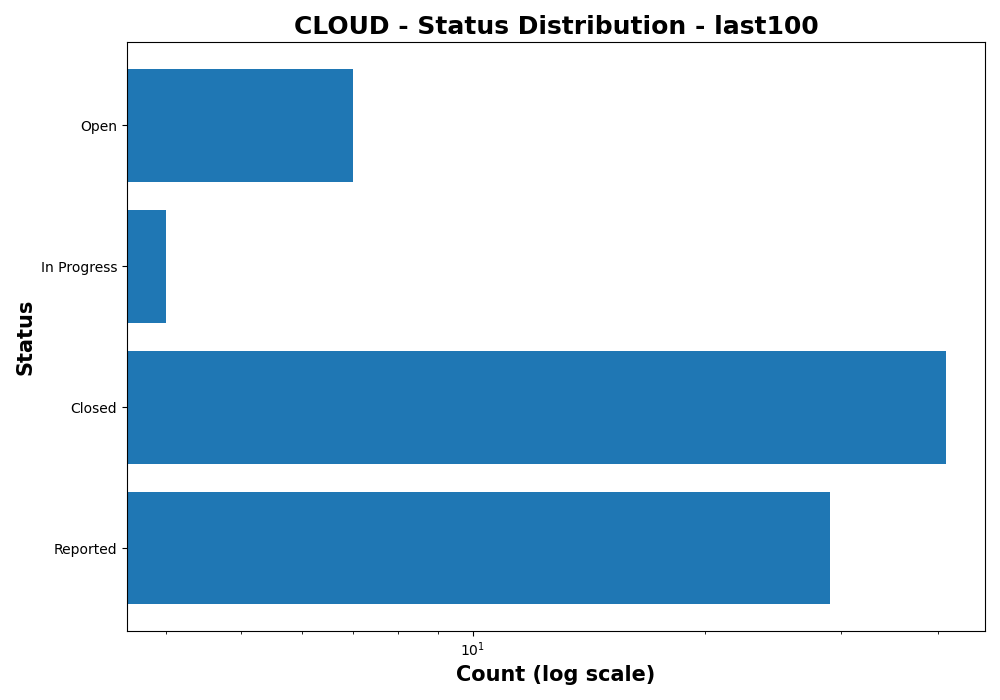 CLOUD - Status Distribution - last100
Open
In Progress
Closed
Reported
Status
10¹
Count (log scale)